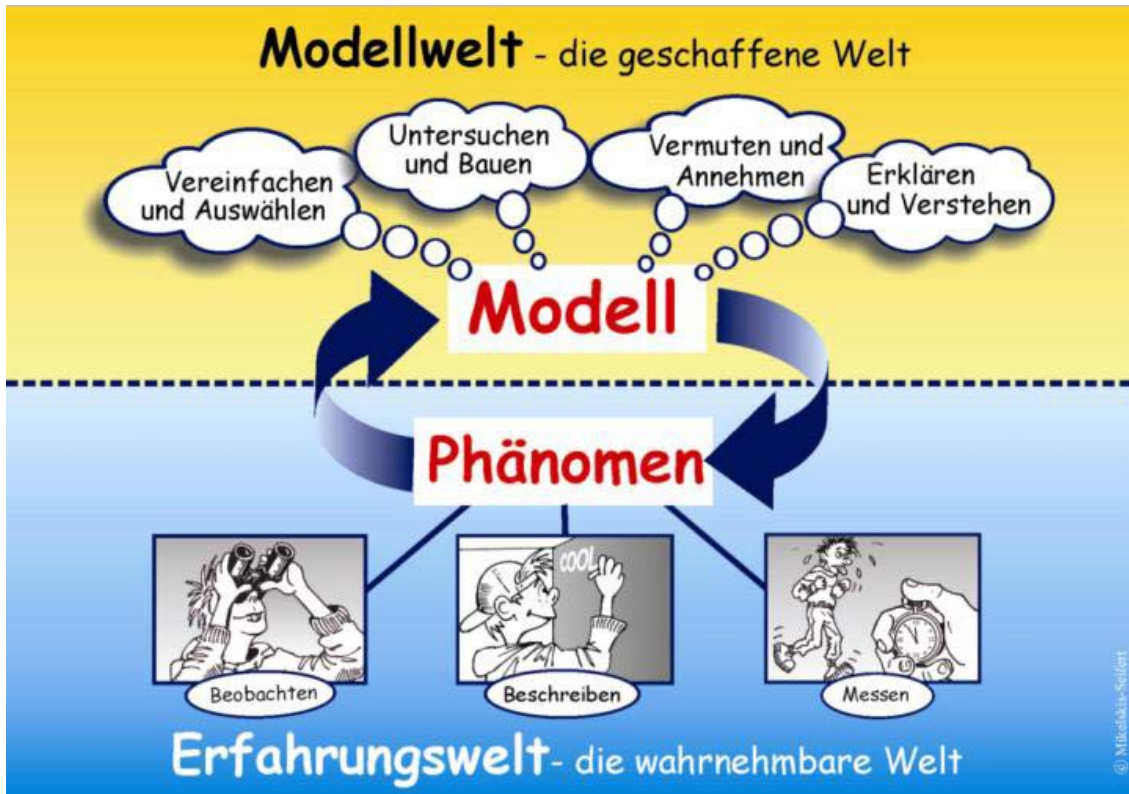 Modellwelt - die geschaffene Welt
Vereinfachen
und Auswählen
Untersuchen
und Bauen
Vermuten und
Annehmen
Erklären
und Verstehen
Modell
Phänomen
COOL
Beobachten
Beschreiben
Messen
Erfahrungswelt - die wahrnehmbare Welt
© Mikelskis-Seifert